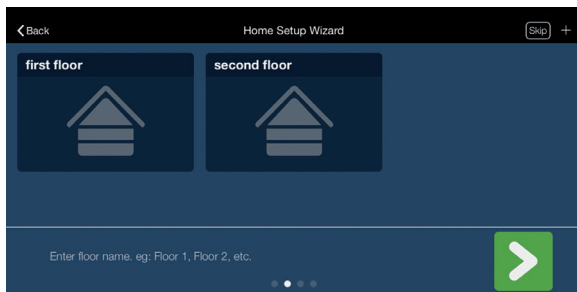 Back Home Setup Wizard Skip +
first floor second floor
Enter floor name. eg: Floor 1, Floor 2, etc.